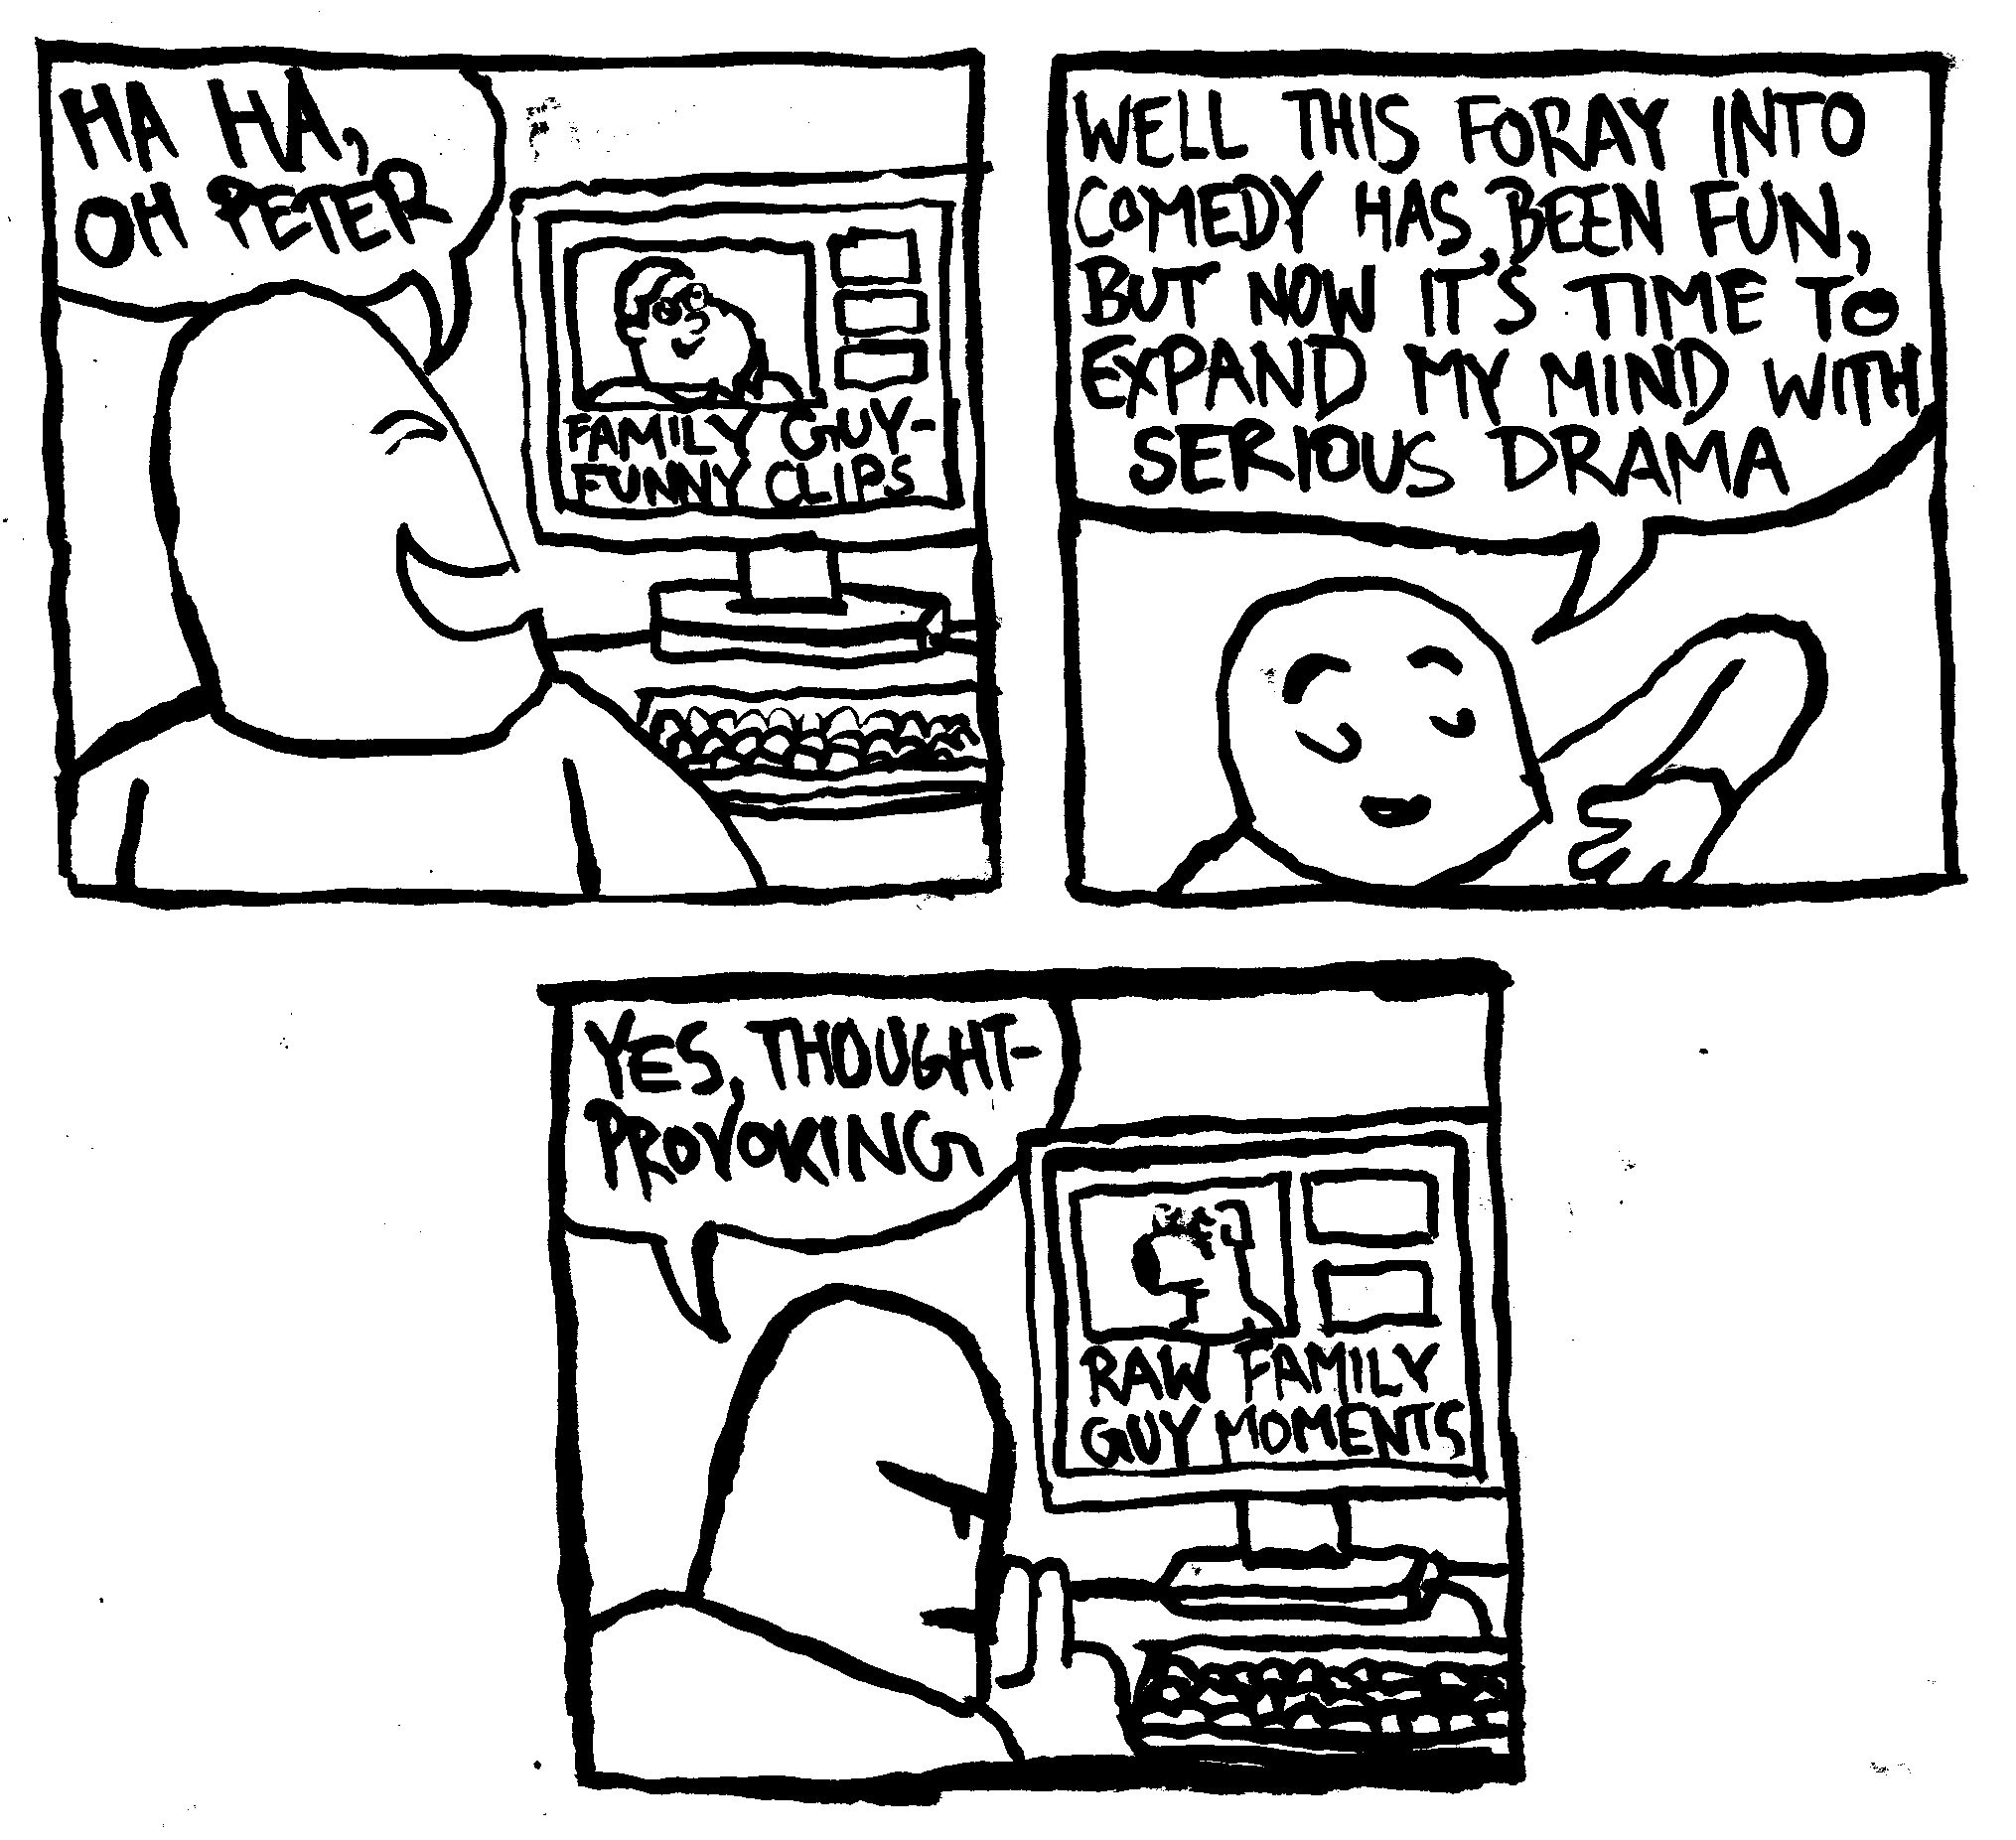 HA HA,
OH PETER
FAMILY GUY-
FUNNY CLIPS
WELL THIS FORAY INTO
COMEDY HAS BEEN FUN,
BUT NOW IT'S TIME TO
EXPAND MY MIND WITH
SERIOUS DRAMA
YES, THOUGHT-
PROVOKING
RAW FAMILY
GUY MOMENTS